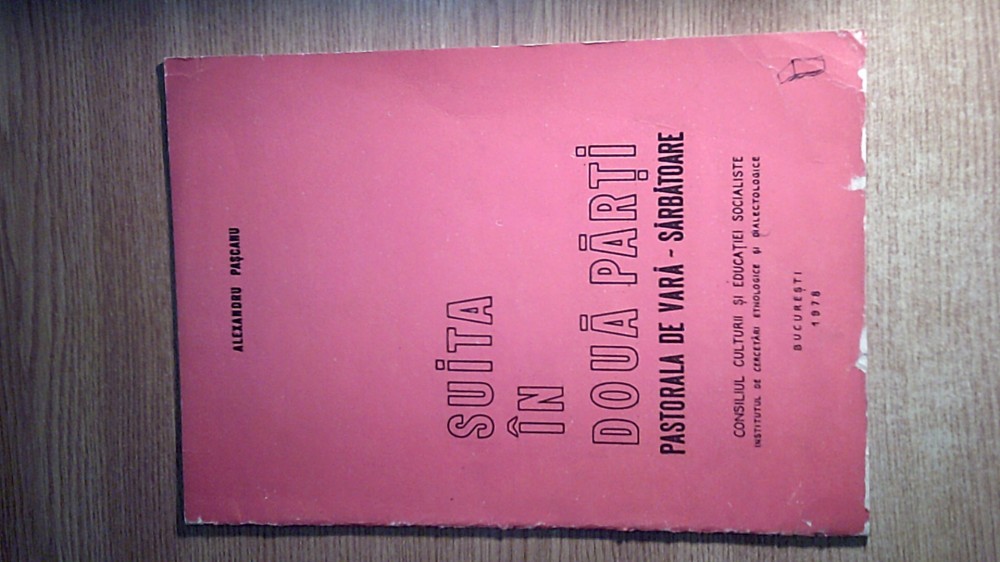 ALEXANDRU PAȘCANU
SUITA
ÎN
DOUĂ PĂRȚI
PASTORALA DE VARĂ - SĂRBĂTOARE
CONSILIUL CULTURII ȘI EDUCAȚIEI SOCIALISTE
INSTITUTUL DE CERCETĂRI ETNOLOGICE ȘI DIALECTOLOGICE
BUCUREȘTI
1978